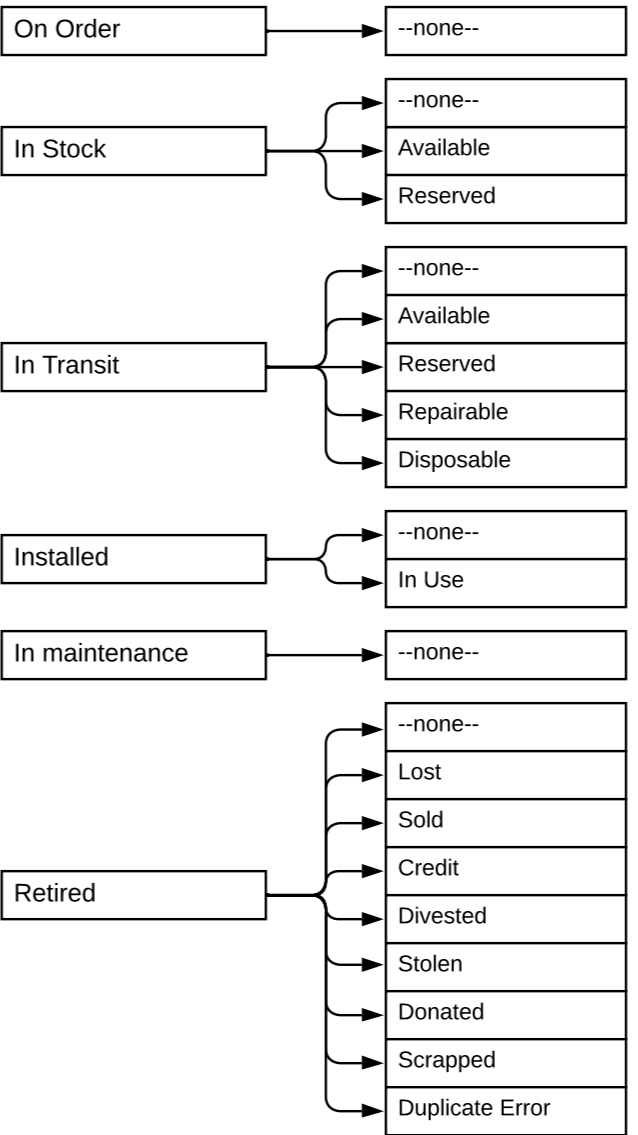 On Order
--none--
In Stock
--none--
Available
Reserved
In Transit
--none--
Available
Reserved
Repairable
Disposable
Installed
--none--
In Use
In maintenance
--none--
Retired
--none--
Lost
Sold
Credit
Divested
Stolen
Donated
Scrapped
Duplicate Error